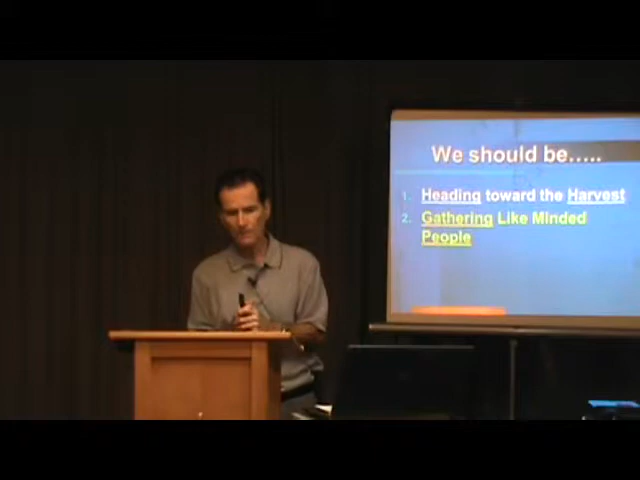 We should be.....
1. Heading toward the Harvest
2. Gathering Like Minded
People